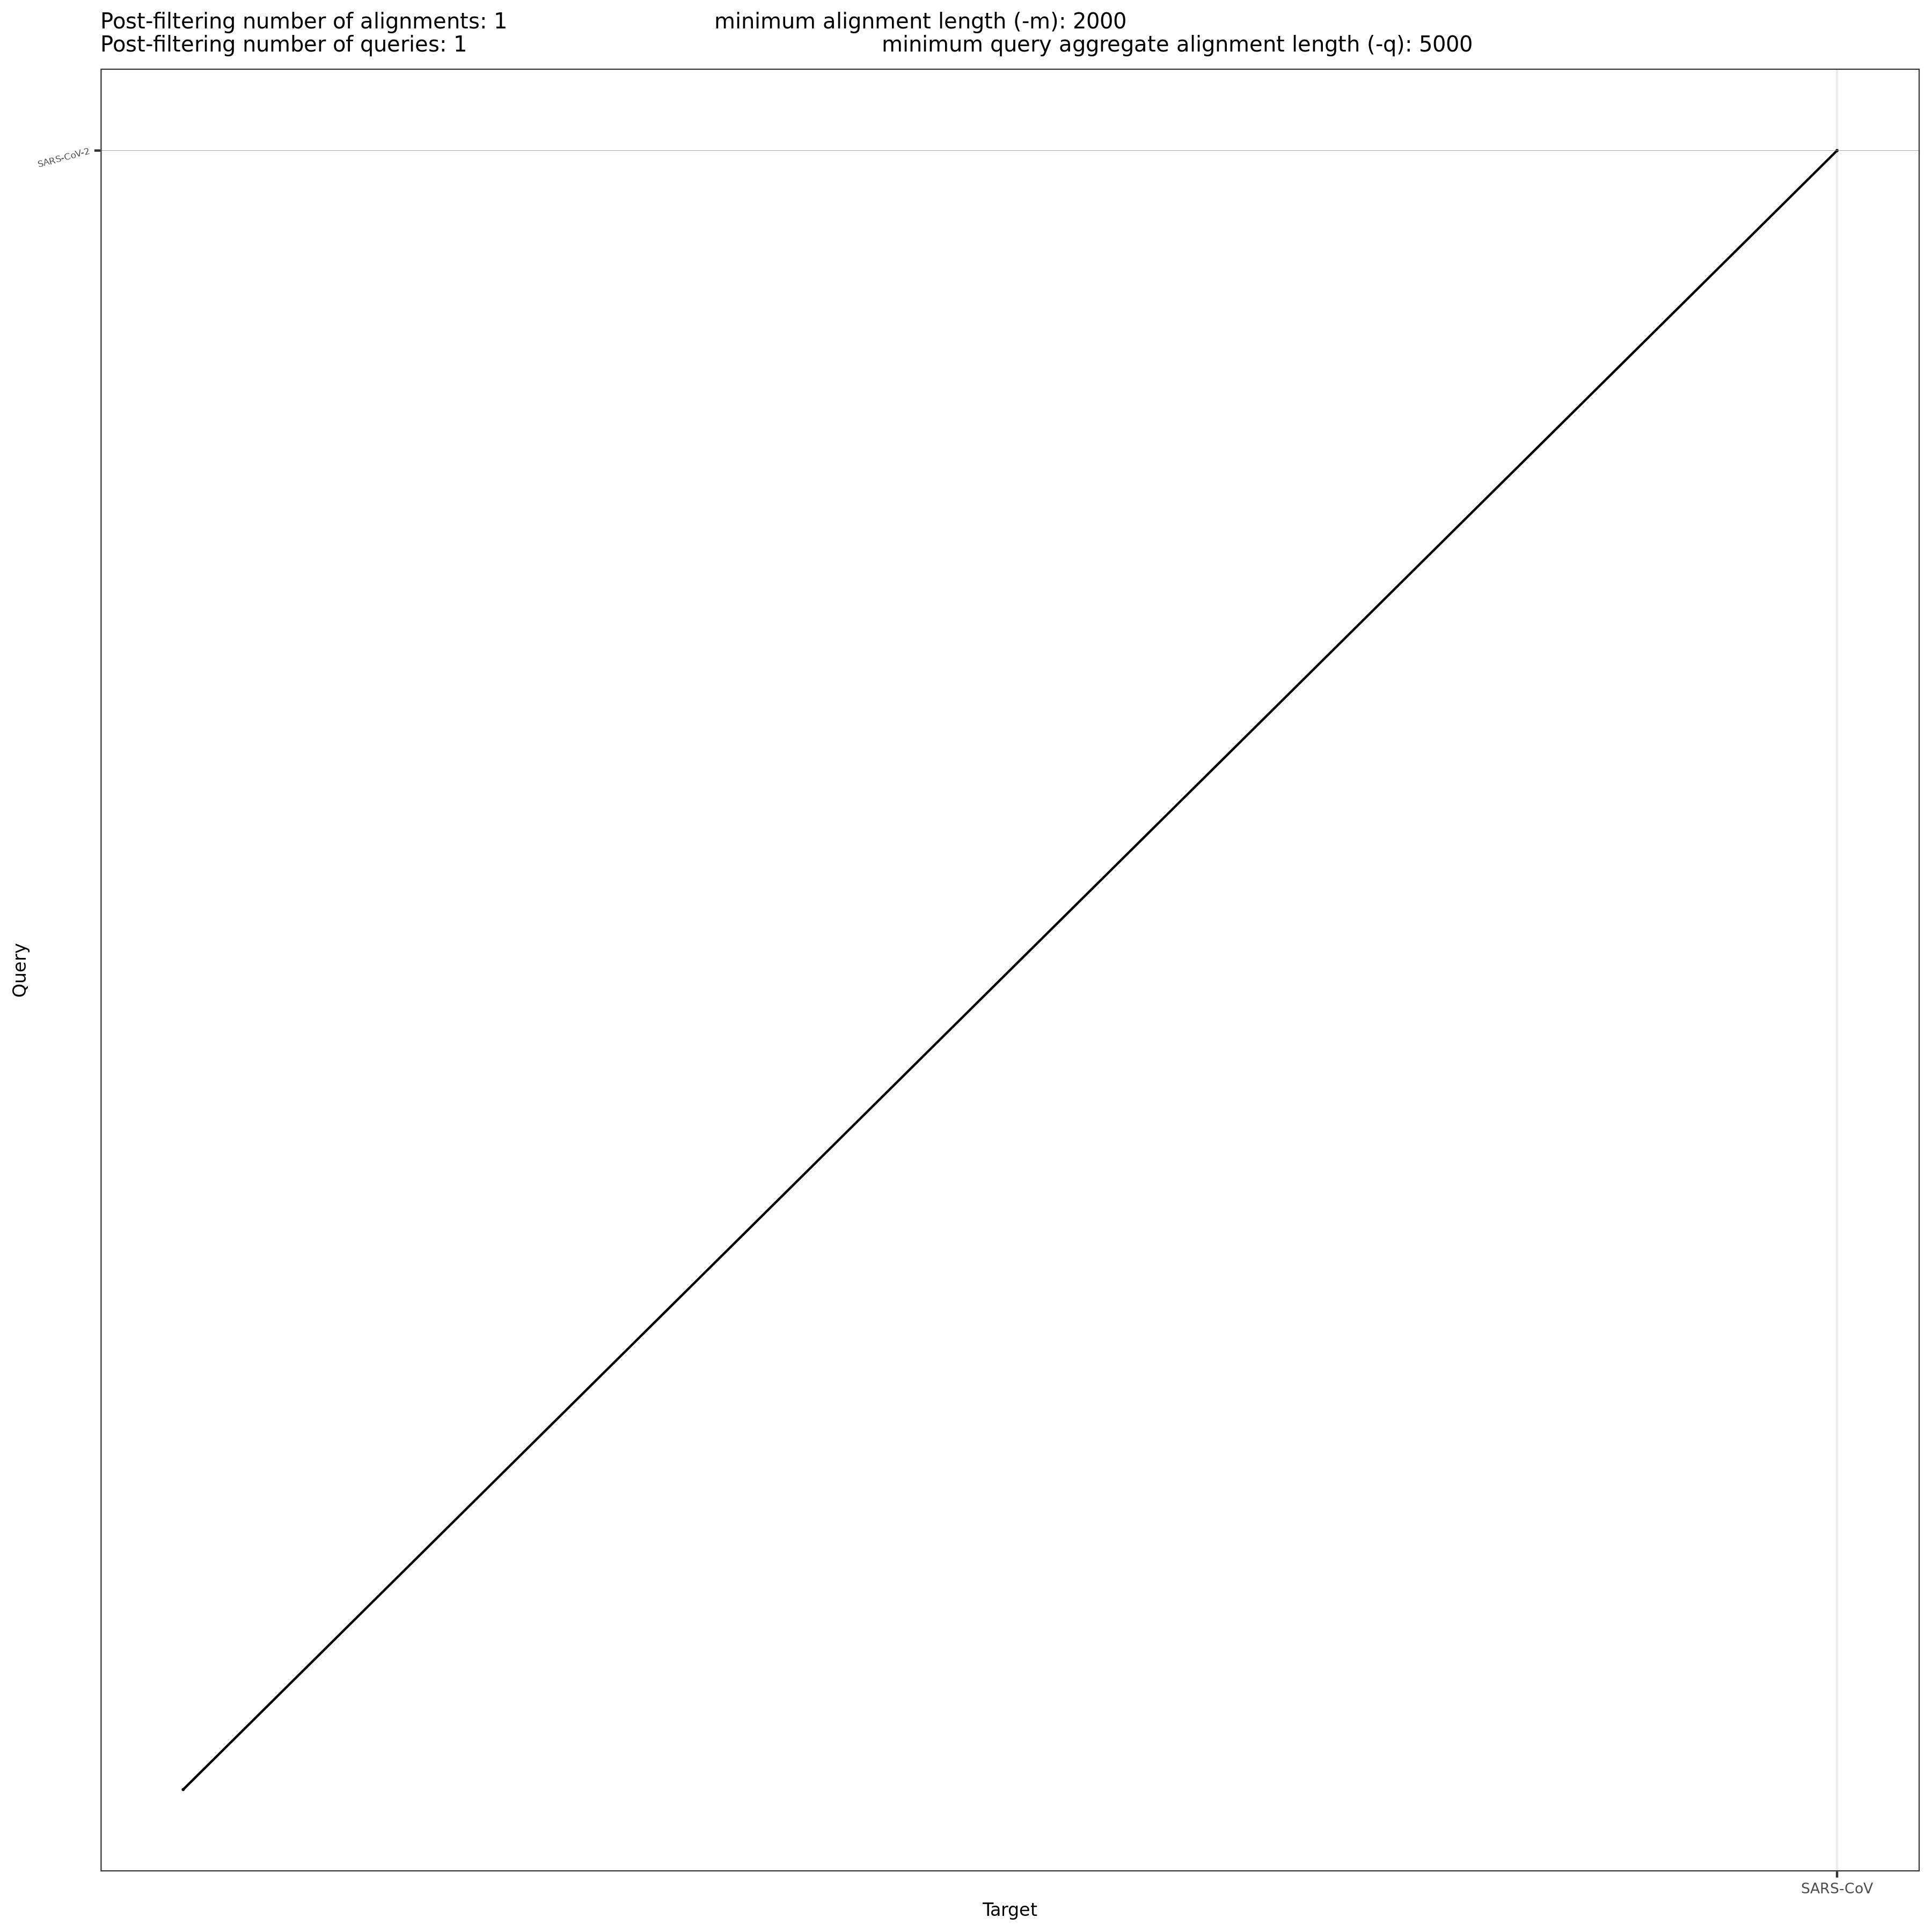 Post-filtering number of alignments: 1 minimum alignment length (-m): 2000
Post-filtering number of queries: 1 minimum query aggregate alignment length (-q): 5000
SARS-CoV-2
Query
SARS-CoV
Target